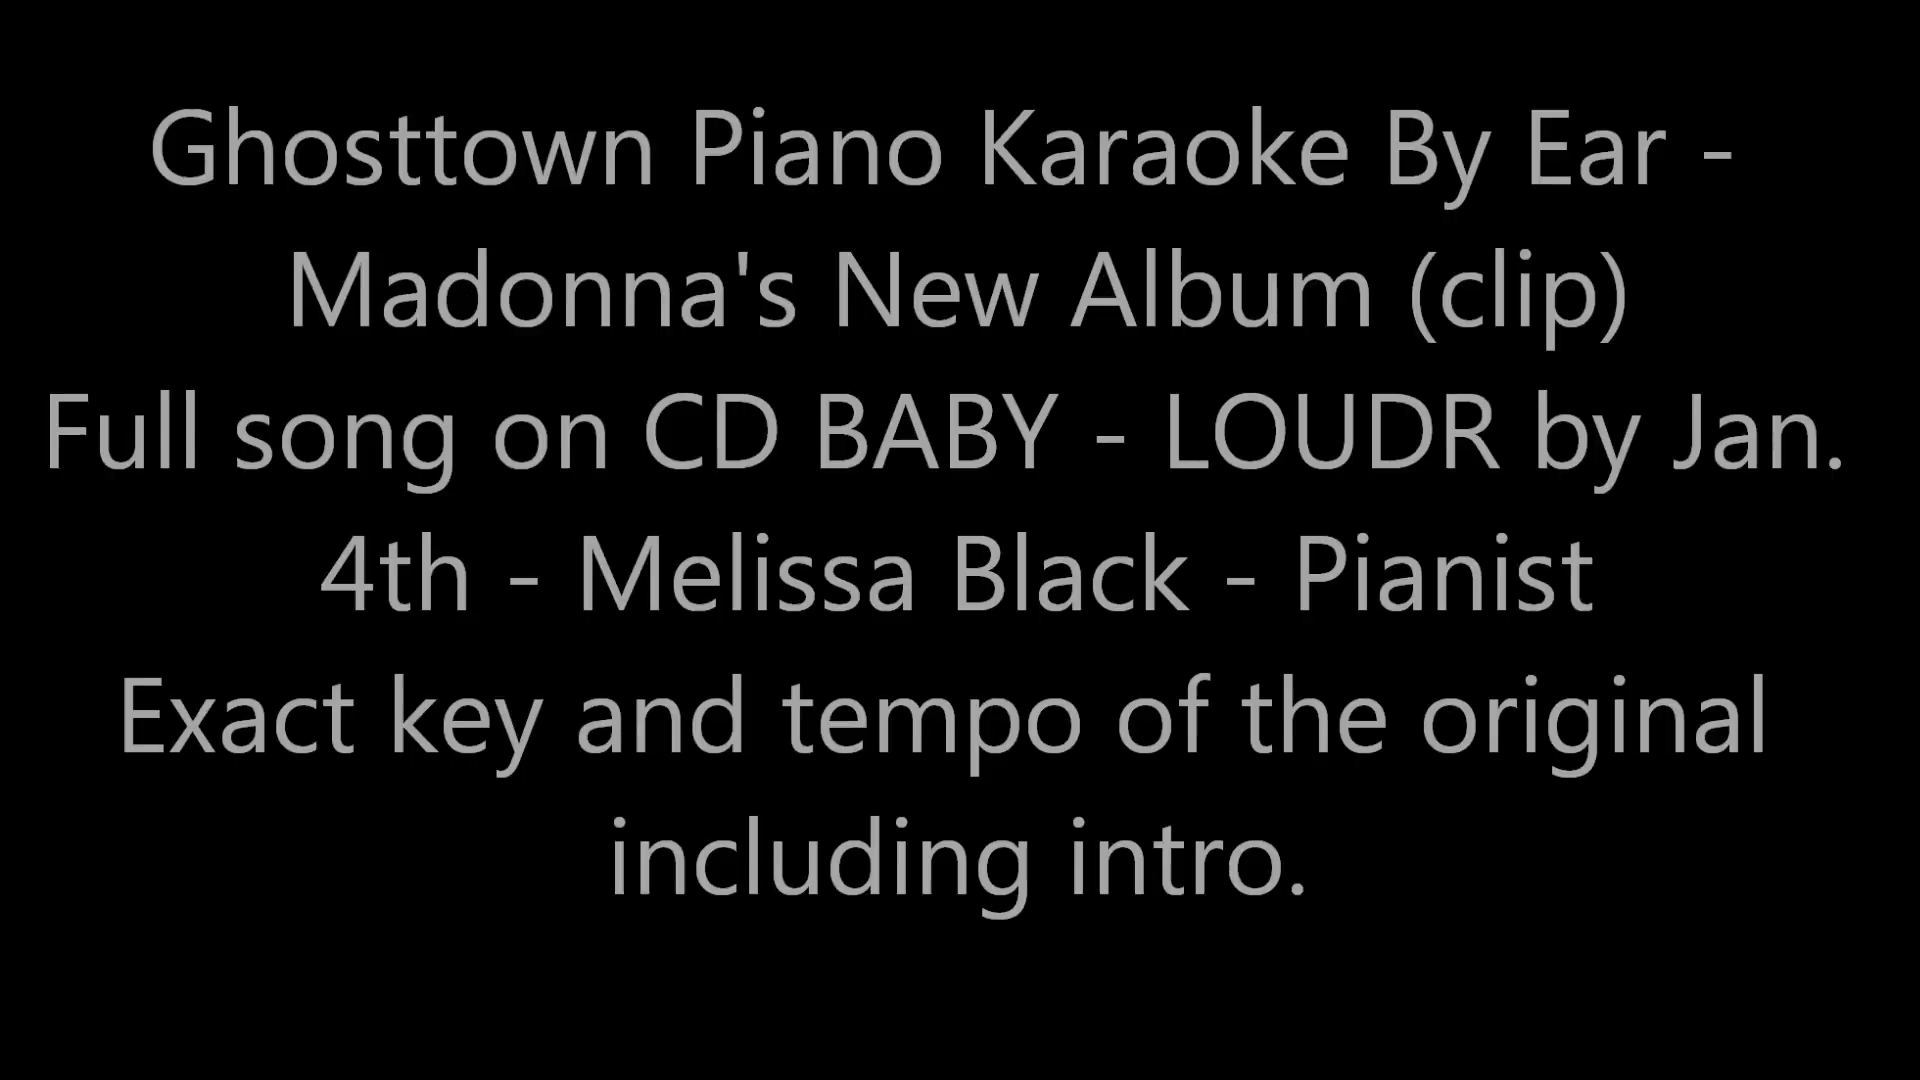 Ghosttown Piano Karaoke By Ear -
Madonna's New Album (clip)
Full song on CD BABY - LOUDR by Jan.
4th - Melissa Black - Pianist
Exact key and tempo of the original
including intro.